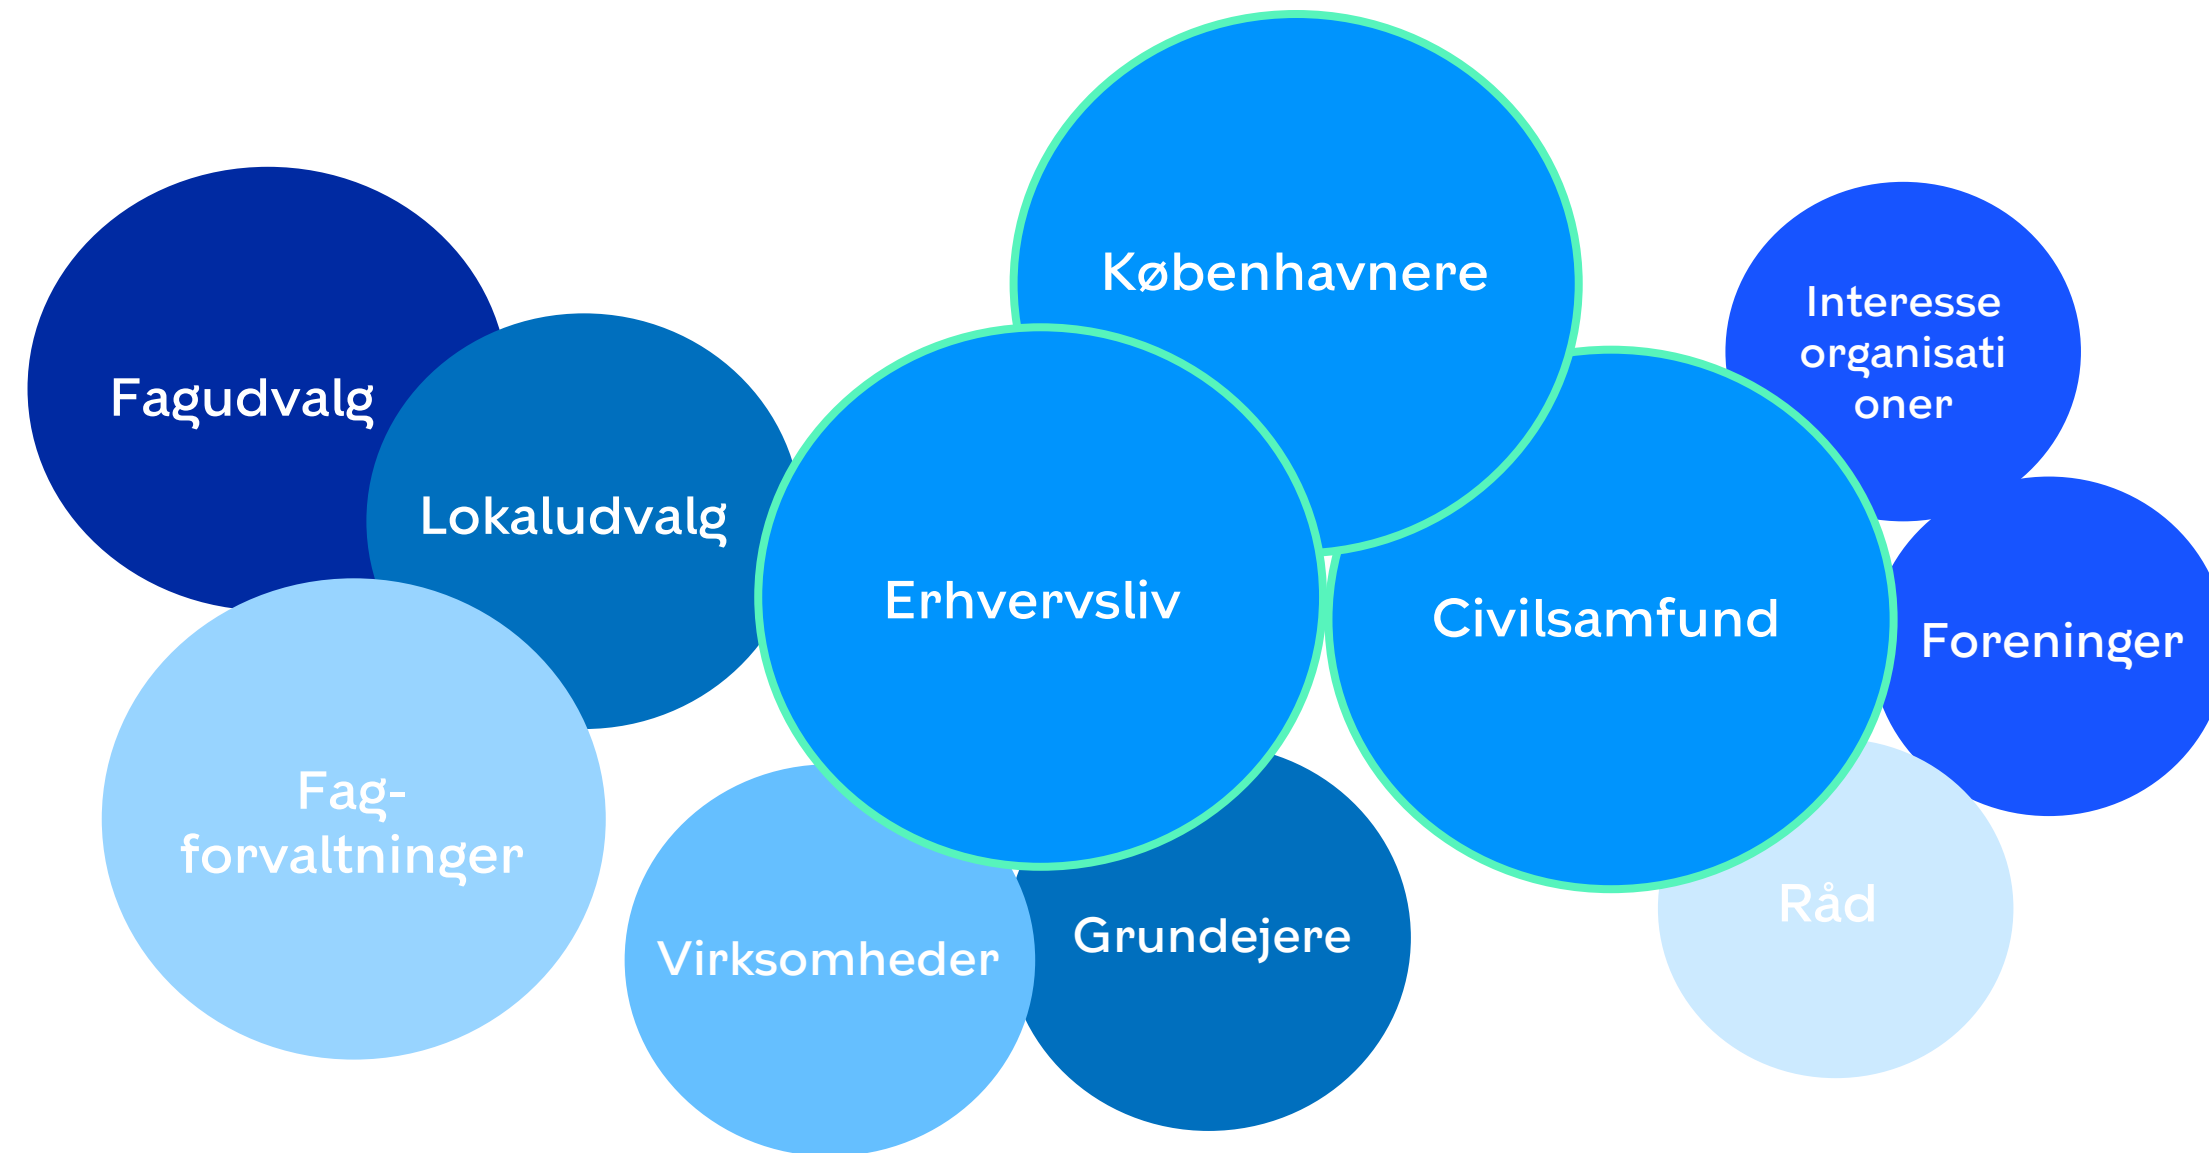 Københavnere
Interesse
organisati
oner
Fagudvalg
Lokaludvalg
Erhvervsliv
Civilsamfund
Foreninger
Fag-
forvaltninger
Virksomheder
Grundejere
Råd